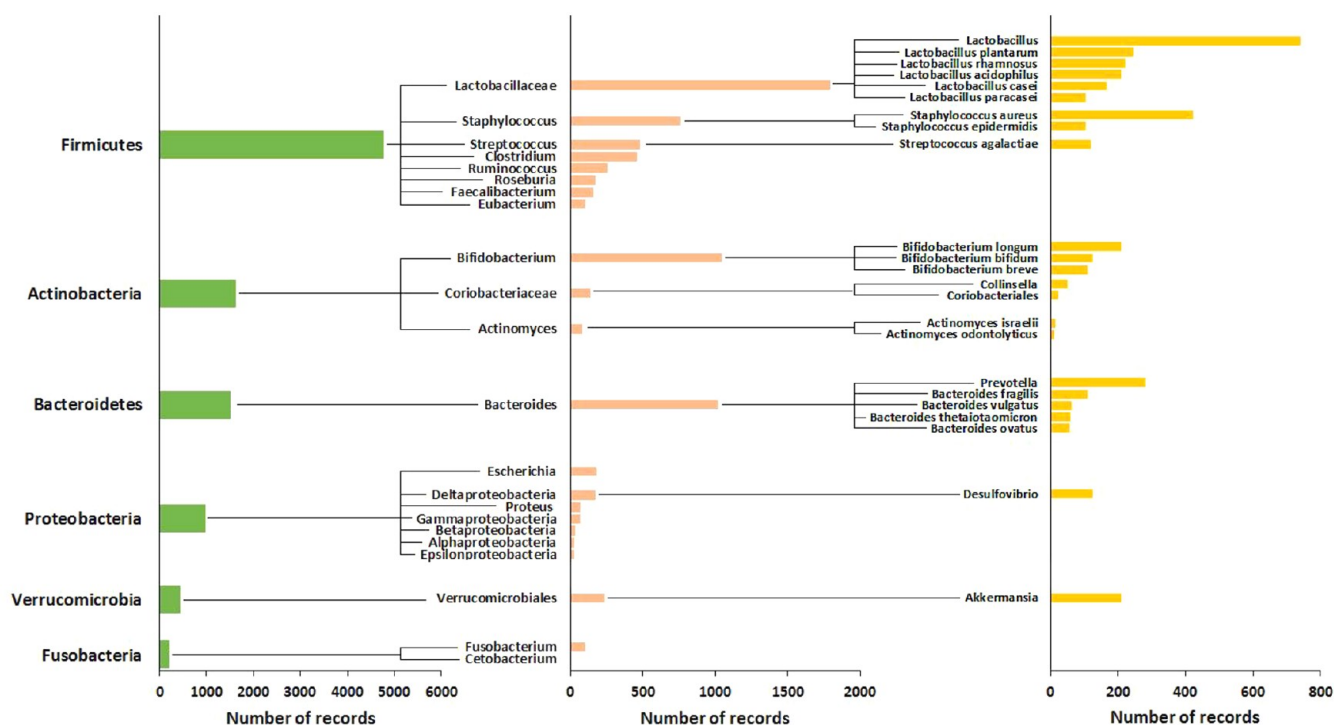 Firmicutes
Actinobacteria
Bacteroidetes
Proteobacteria
Verrucomicrobia
Fusobacteria
0 1000 2000 3000 4000 5000 6000
Number of records
Lactobacillaceae
Staphylococcus
Streptococcus
Clostridium
Ruminococcus
Roseburia
Faecalibacterium
Eubacterium
Bifidobacterium
Coriobacteriaceae
Actinomyces
Bacteroides
Escherichia
Deltaproteobacteria
Proteus
Gammaproteobacteria
Betaproteobacteria
Alphaproteobacteria
Epsilonproteobacteria
Verrucomicrobiales
Fusobacterium
Cetobacterium
0 1000 2000
Number of records
Lactobacillus
Lactobacillus plantarum
Lactobacillus rhamnosus
Lactobacillus acidophilus
Lactobacillus casei
Lactobacillus paracasei
Staphylococcus aureus
Staphylococcus epidermidis
Streptococcus agalactiae
Bifidobacterium longum
Bifidobacterium bifidum
Bifidobacterium breve
Collinsella
Coriobacteriales
Actinomyces israelii
Actinomyces odontolyticus
Prevotella
Bacteroides fragilis
Bacteroides vulgatus
Bacteroides thetaiotaomicron
Bacteroides ovatus
Desulfovibrio
Akkermansia
0 200 400 600 800
Number of records